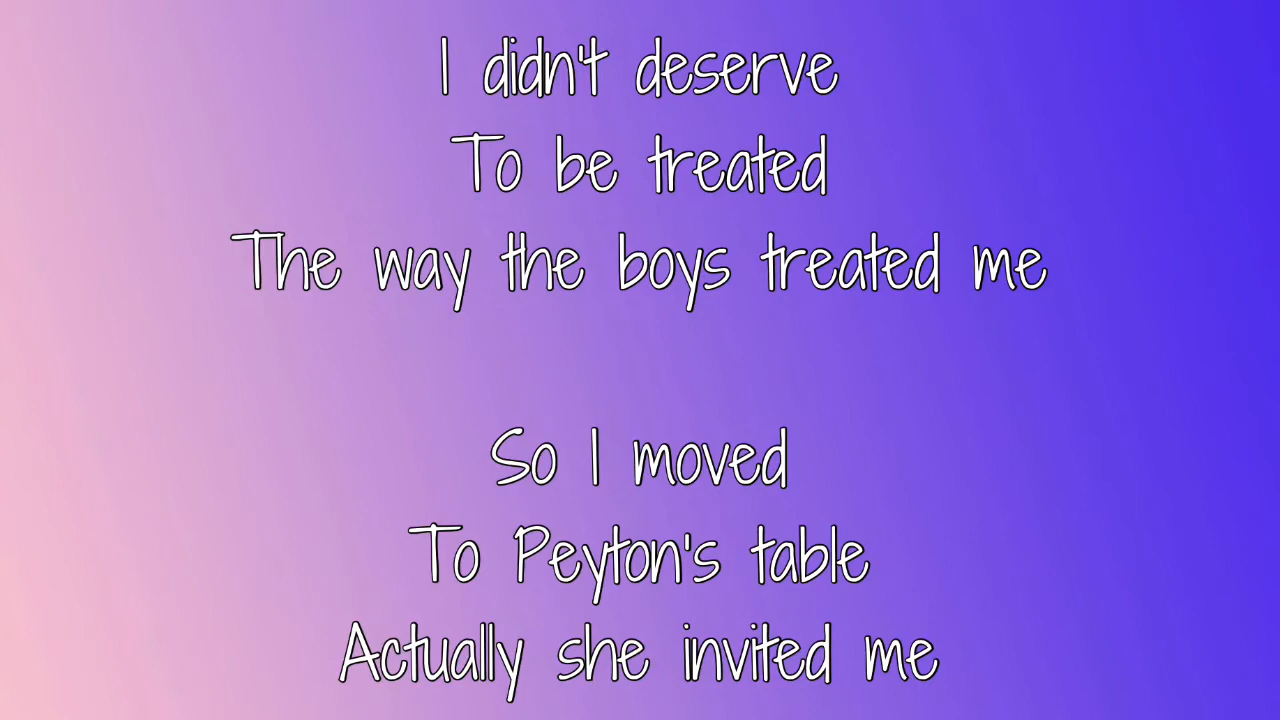 I didn't deserve
To be treated
The way the boys treated me
So I moved
To Peyton's table
Actually she invited me